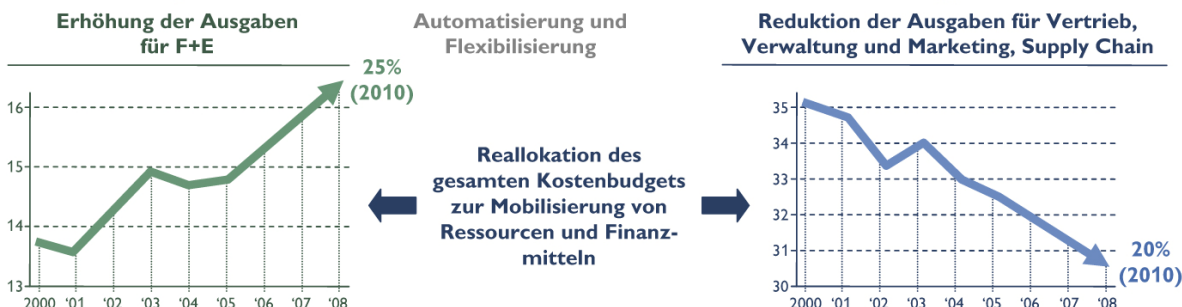 Erhöhung der Ausgaben
für F+E
Automatisierung und
Flexibilisierung
Reduktion der Ausgaben für Vertrieb,
Verwaltung und Marketing, Supply Chain
25%
(2010)
16
15
14
13
2000 '01 '02 '03 '04 '05 '06 '07 '08
Reallokation des
gesamten Kostenbudgets
zur Mobilisierung von
Ressourcen und Finanz-
mitteln
35
34
33
32
31
30
20%
(2010)
2000 '01 '02 '03 '04 '05 '06 '07 '08